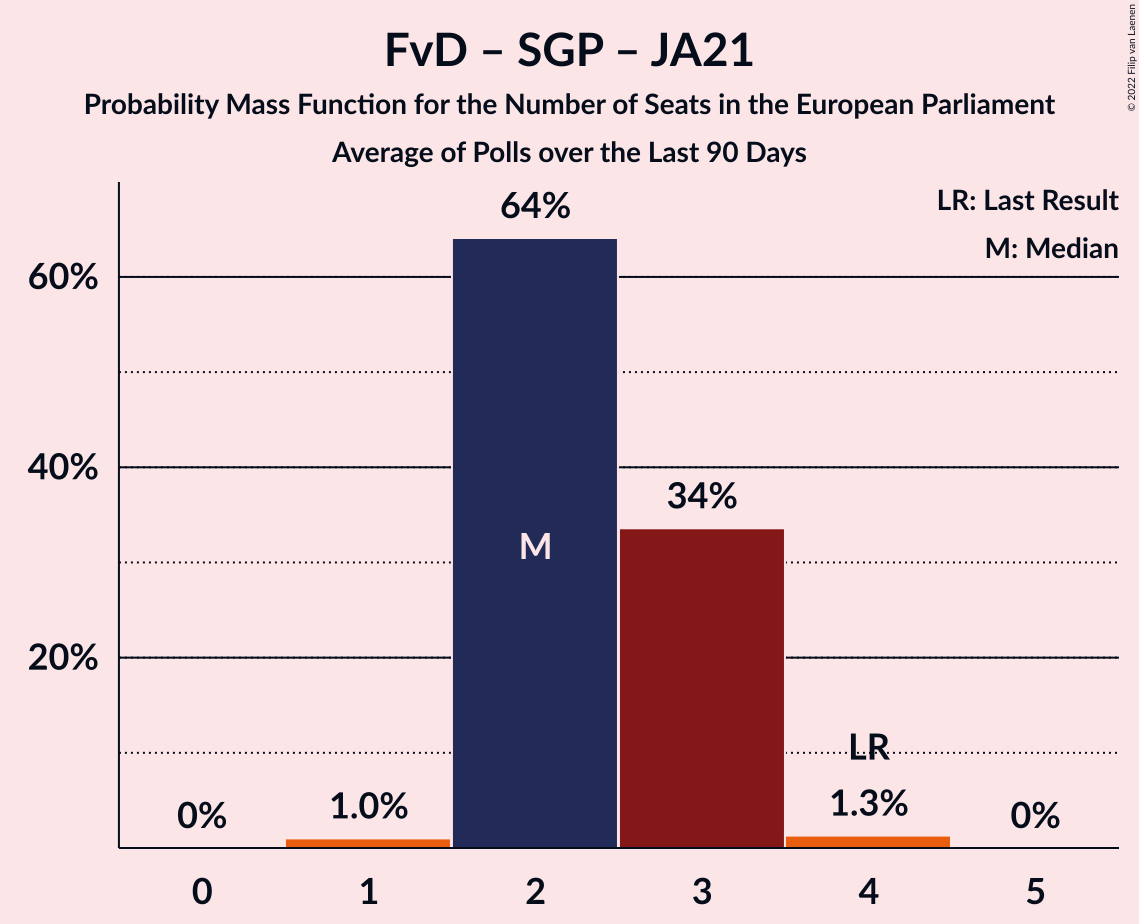 FvD – SGP – JA21
Probability Mass Function for the Number of Seats in the European Parliament
Average of Polls over the Last 90 Days
© 2022 Filip van Laenen
LR: Last Result
M: Median
64%
60%
40%
34%
M
20%
LR
0%
1.0%
1.3%
0%
0 1 2 3 4 5